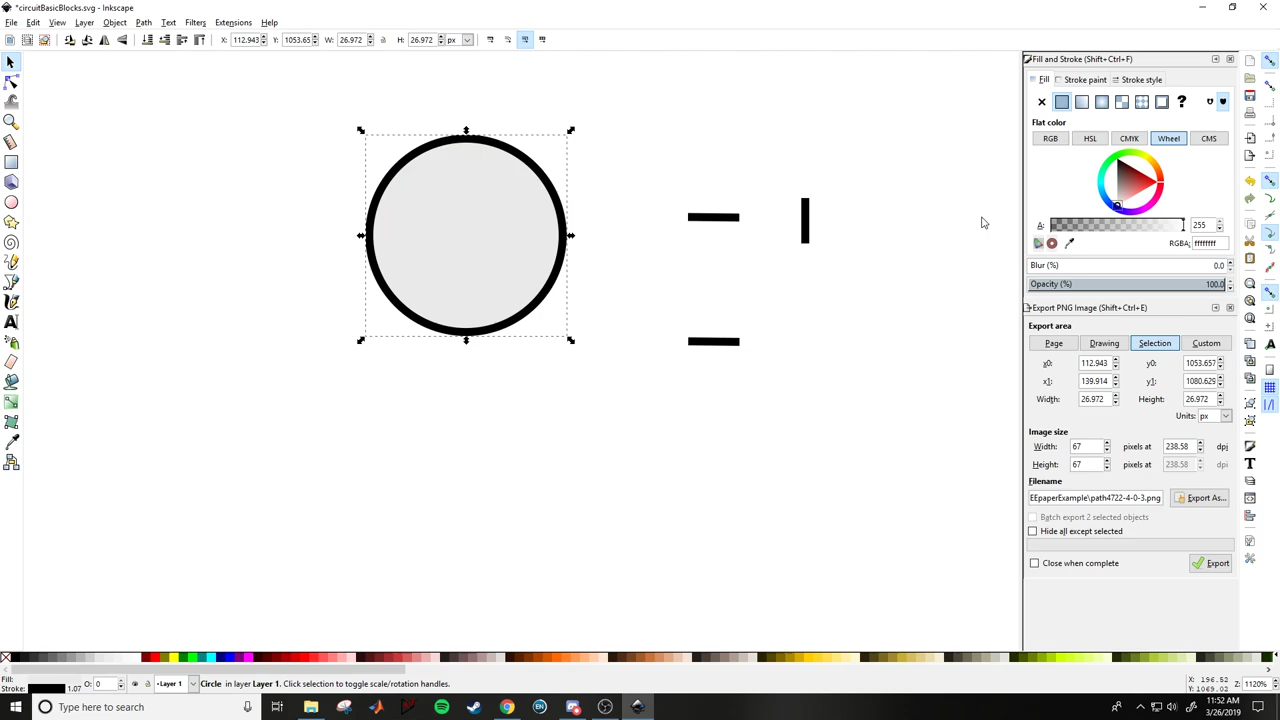 *circuitBasicBlocks.svg - Inkscape
File Edit View Layer Object Path Text Filters Extensions Help
X: 112.943 Y: 1053.65 W: 26.972 H: 26.972 px
Fill and Stroke (Shift+Ctrl+F)
Fill Stroke paint Stroke style
?
Flat color
RGB HSL CMYK Wheel CMS
A: 255
RGBA: ffffffff
Blur (%) 0.0
Opacity (%) 100.0
Export PNG Image (Shift+Ctrl+E)
Export area
Page Drawing Selection Custom
x0: 112.943 y0: 1053.657
x1: 139.914 y1: 1080.629
Width: 26.972 Height: 26.972
Units: px
Image size
Width: 67 pixels at 238.58 dpi
Height: 67 pixels at 238.58 dpi
Filename
EEpaperExample\path4722-4-0-3.png Export As...
Batch export 2 selected objects
Hide all except selected
Close when complete Export
Fill:
Stroke: 1.07 O: 0 Layer 1 Circle in layer Layer 1. Click selection to toggle scale/rotation handles.
X: 196.52
Y: 1069.02
Z: 1120%
Type here to search
11:52 AM
3/26/2019